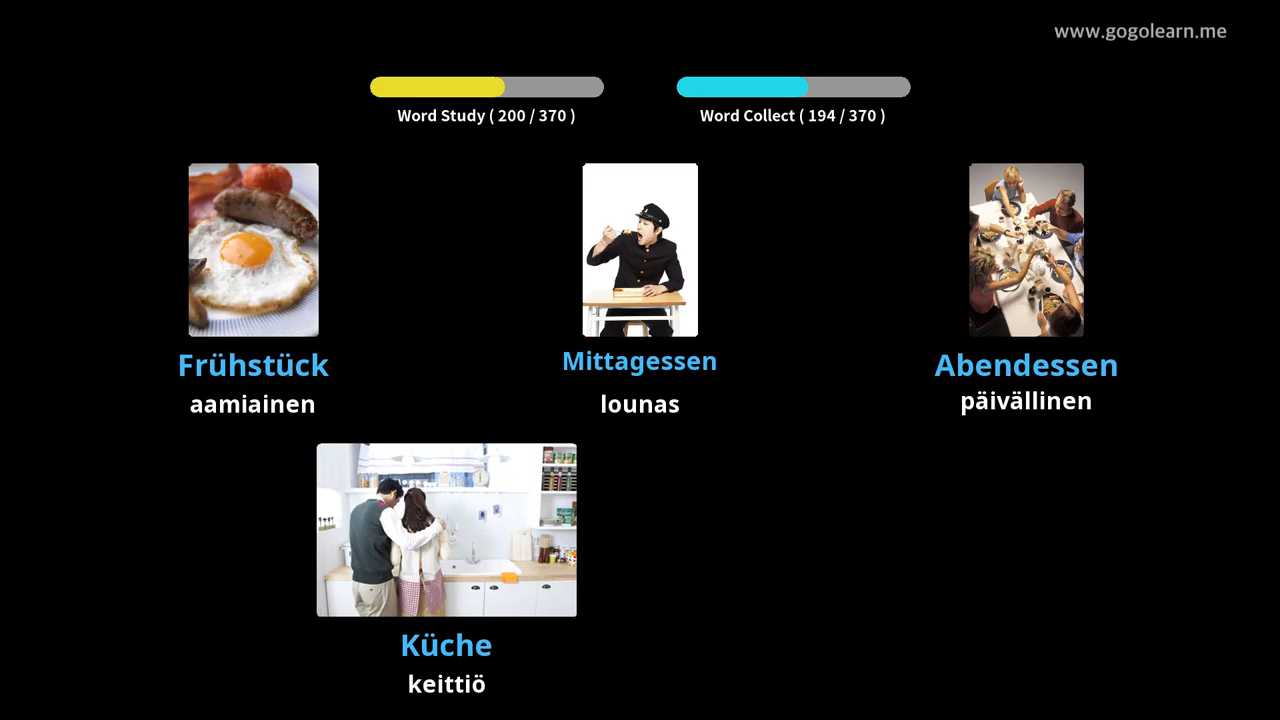 www.gogolearn.me
Word Study ( 200 / 370 )
Word Collect ( 194 / 370 )
Frühstück
aamiainen
Mittagessen
lounas
Abendessen
päivällinen
Küche
keittiö